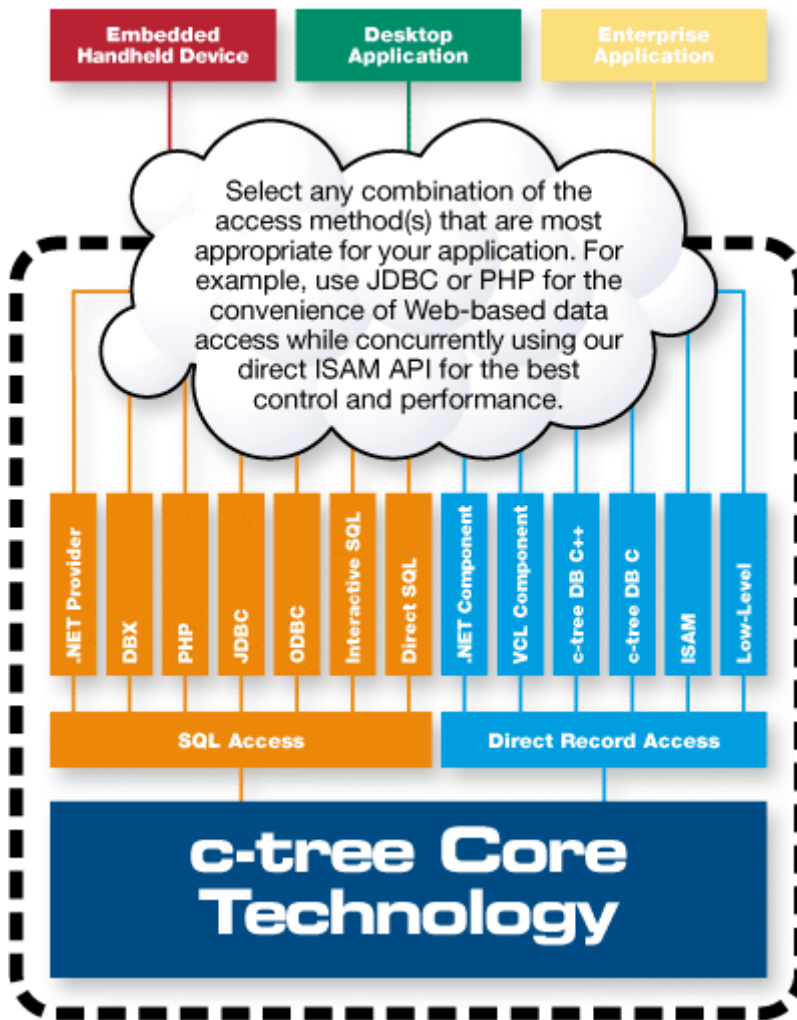 Embedded
Handheld Device
Desktop
Application
Enterprise
Application
Select any combination of the
access method(s) that are most
appropriate for your application. For
example, use JDBC or PHP for the
convenience of Web-based data
access while concurrently using our
direct ISAM API for the best
control and performance.
.NET Provider
DBX
PHP
JDBC
ODBC
Interactive SQL
Direct SQL
.NET Component
VCL Component
c-tree DB C++
c-tree DB C
ISAM
Low-Level
SQL Access
Direct Record Access
c-tree Core
Technology